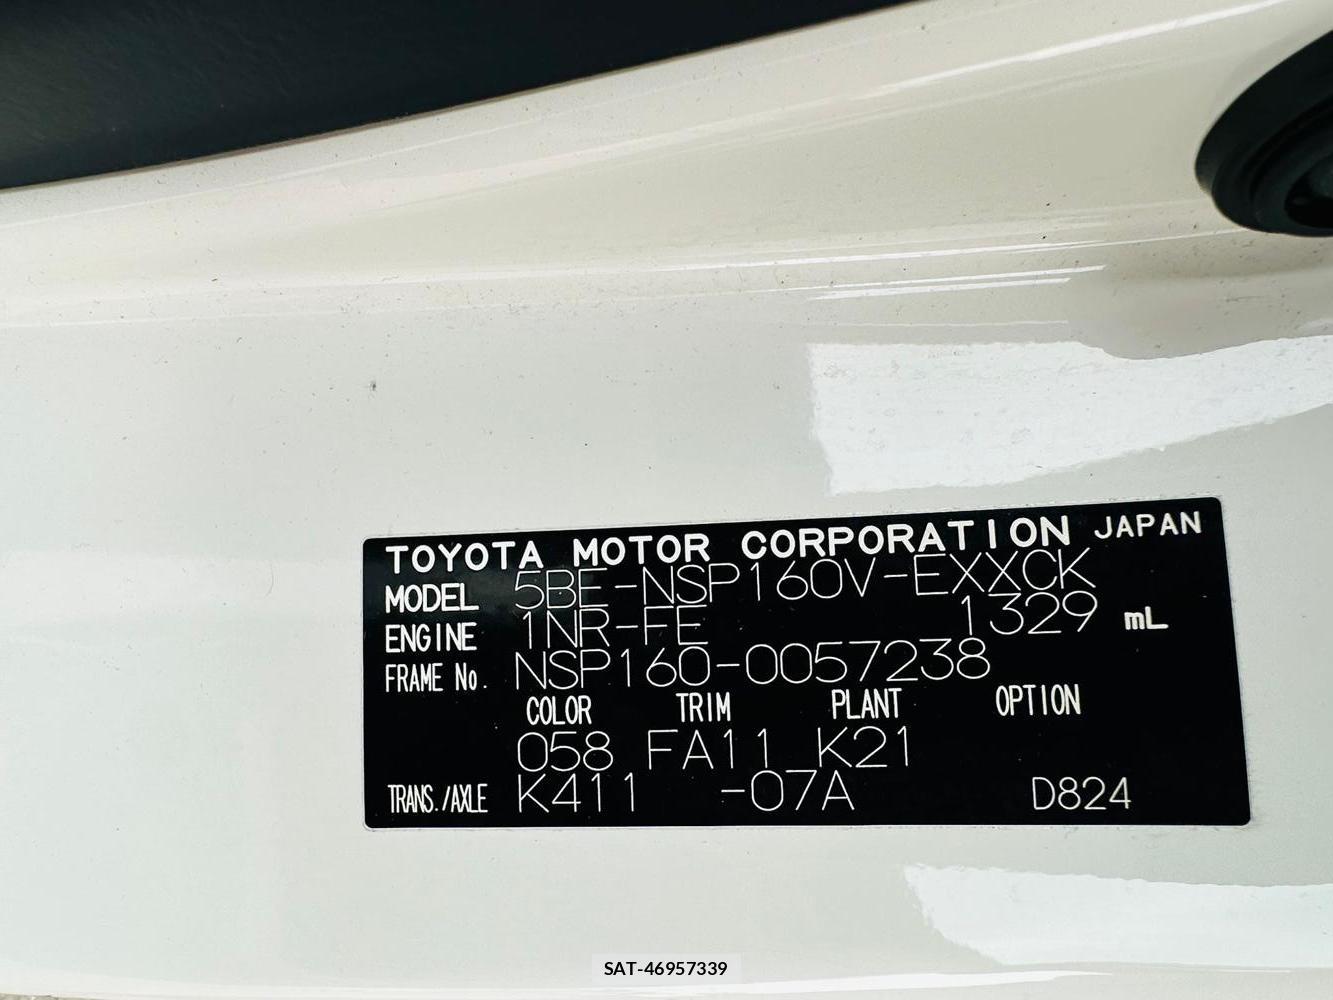 TOYOTA MOTOR CORPORATION JAPAN
MODEL 5BE-NSP160V-EXXCK
ENGINE 1NR-FE 1329 mL
FRAME No. NSP160-0057238
COLOR TRIM PLANT OPTION
058 FA11 K21
TRANS./AXLE K411 -07A D824
SAT-46957339